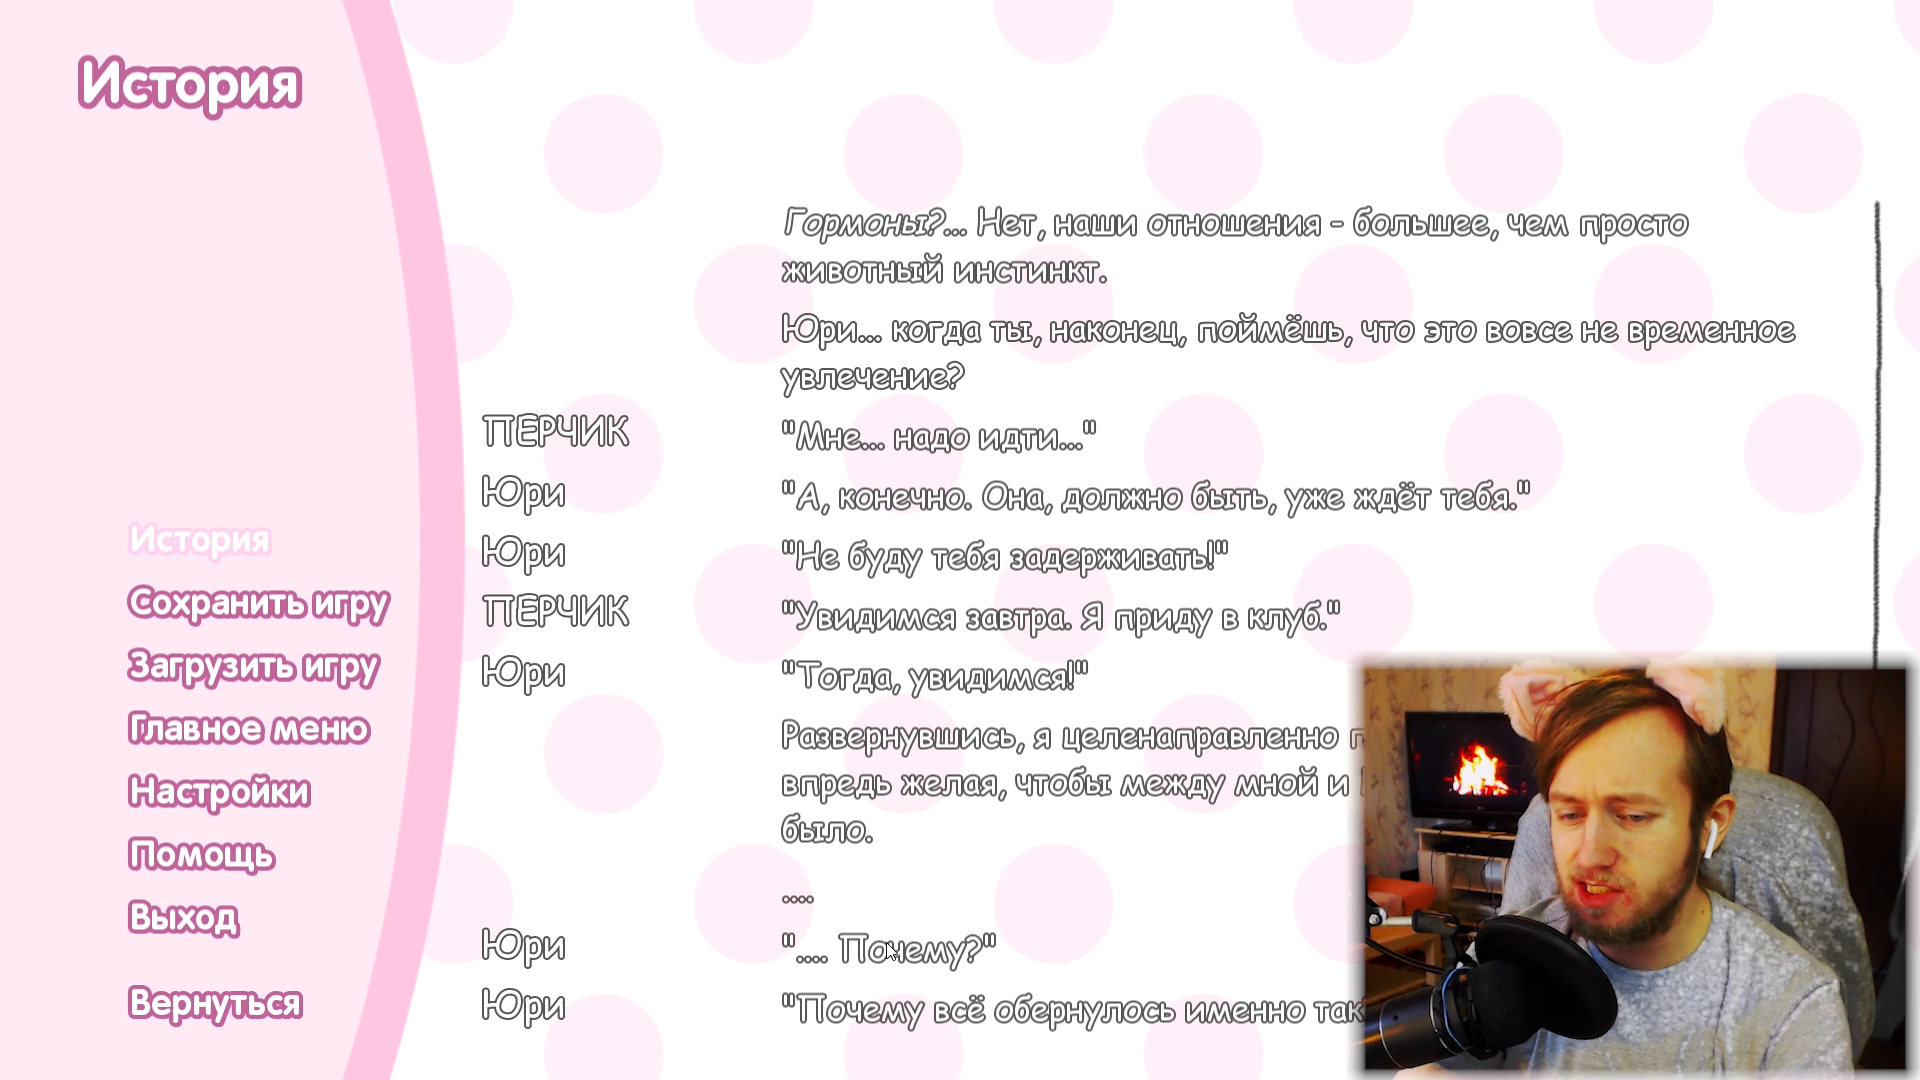 История
Гормоны?... Нет, наши отношения – большее, чем просто
животный инстинкт.
Юри... когда ты, наконец, поймёшь, что это вовсе не временное
увлечение?
ПЕРЧИК "Мне... надо идти..."
Юри "А, конечно. Она, должно быть, уже ждёт тебя."
Юри "Не буду тебя задерживать!"
ПЕРЧИК "Увидимся завтра. Я приду в клуб."
Юри "Тогда, увидимся!"
Развернувшись, я целенаправленно
впредь желая, чтобы между мной и
было.
....
Юри ".... Почему?"
Юри "Почему всё обернулось именно так
История
Сохранить игру
Загрузить игру
Главное меню
Настройки
Помощь
Выход
Вернуться